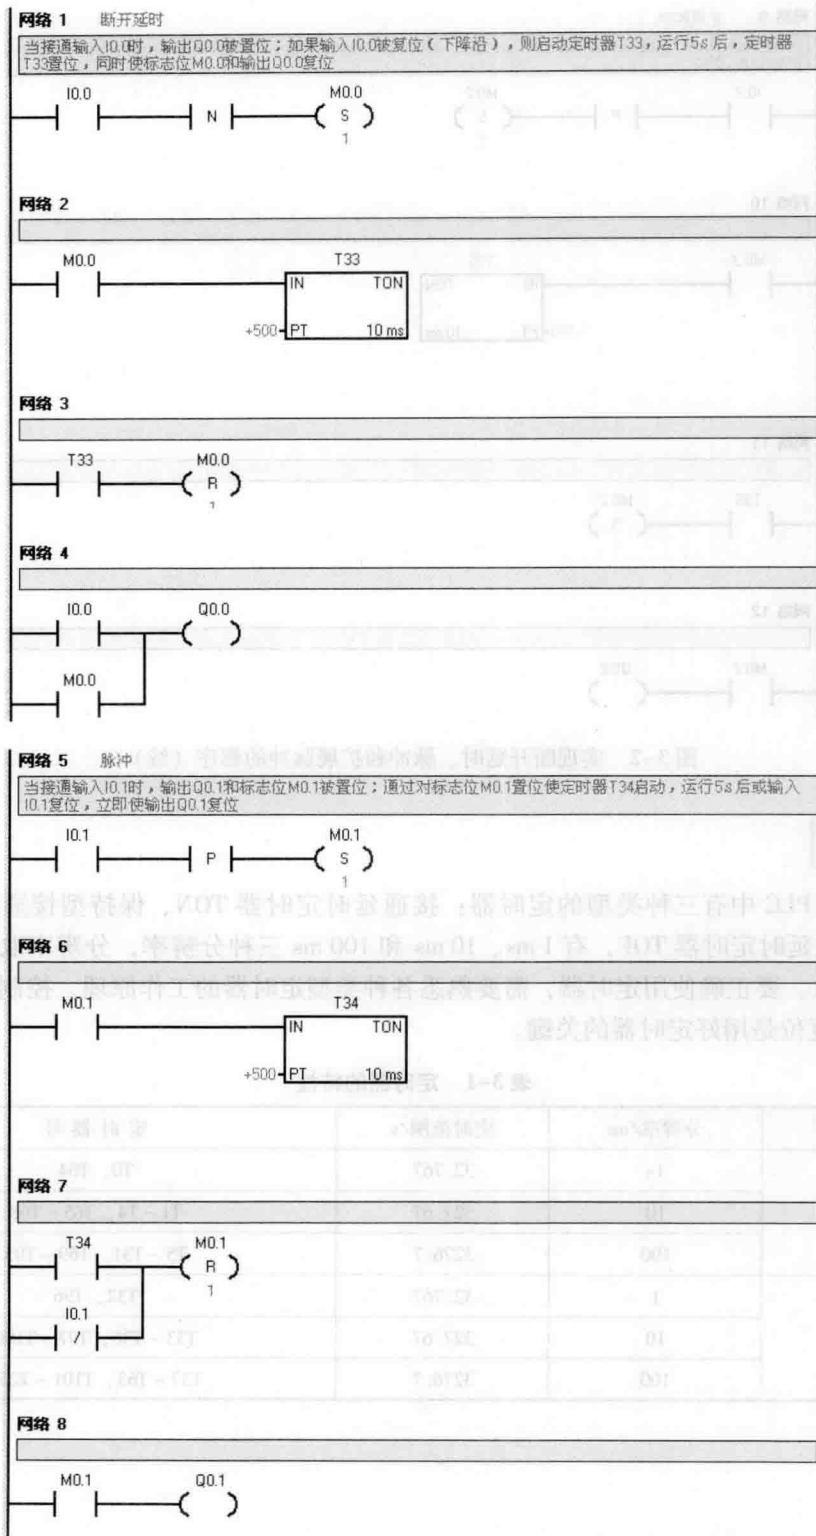 网络 1 断开延时
当接通输入I0.0时，输出Q0.0被置位；如果输入I0.0被复位（下降沿），则启动定时器T33，运行5s后，定时器
T33置位，同时使标志位M0.0和输出Q0.0复位
I0.0 M0.0
N S
1
网络 2
M0.0 T33
IN TON
+500 PT 10 ms
网络 3
T33 M0.0
R
1
网络 4
I0.0 Q0.0
M0.0
网络 5 脉冲
当接通输入I0.1时，输出Q0.1和标志位M0.1被置位；通过对标志位M0.1置位使定时器T34启动，运行5s后或输入
I0.1复位，立即使输出Q0.1复位
I0.1 M0.1
P S
1
网络 6
M0.1 T34
IN TON
+500 PT 10 ms
网络 7
T34 M0.1
R
1
I0.1
/
网络 8
M0.1 Q0.1